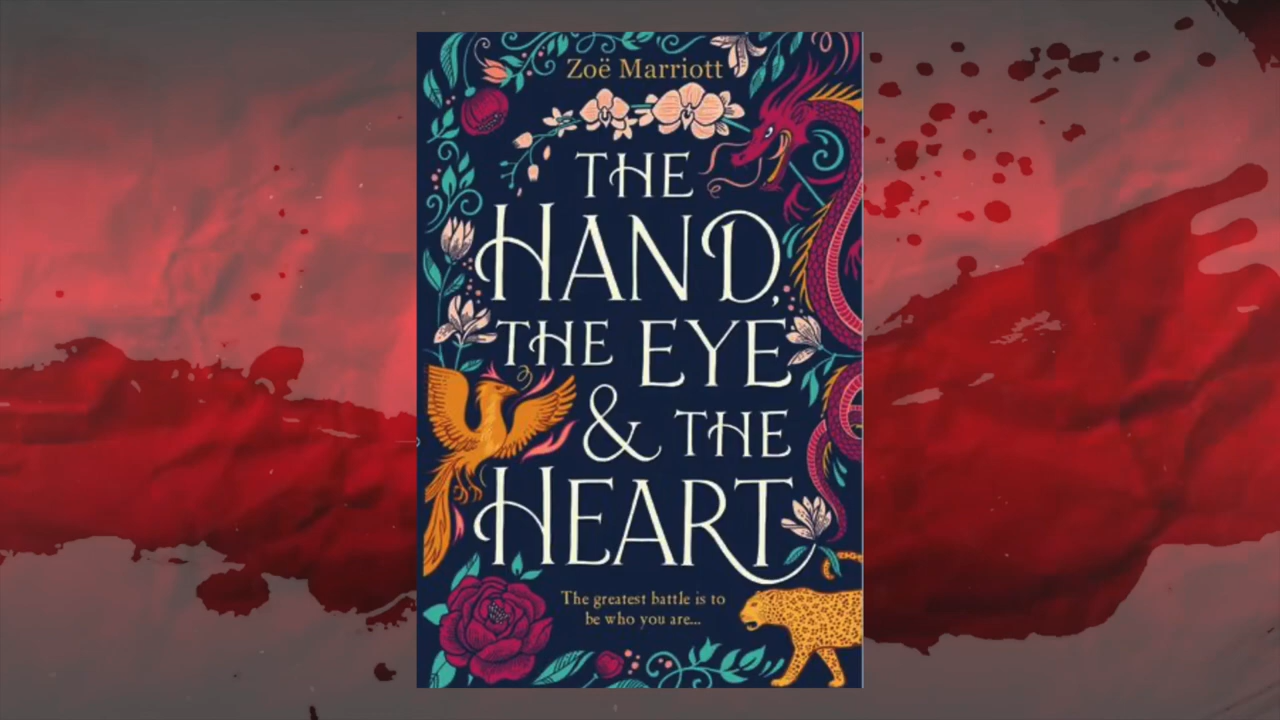 Zoë Marriott
THE
HAND,
THE EYE
& THE
HEART
The greatest battle is to
be who you are...